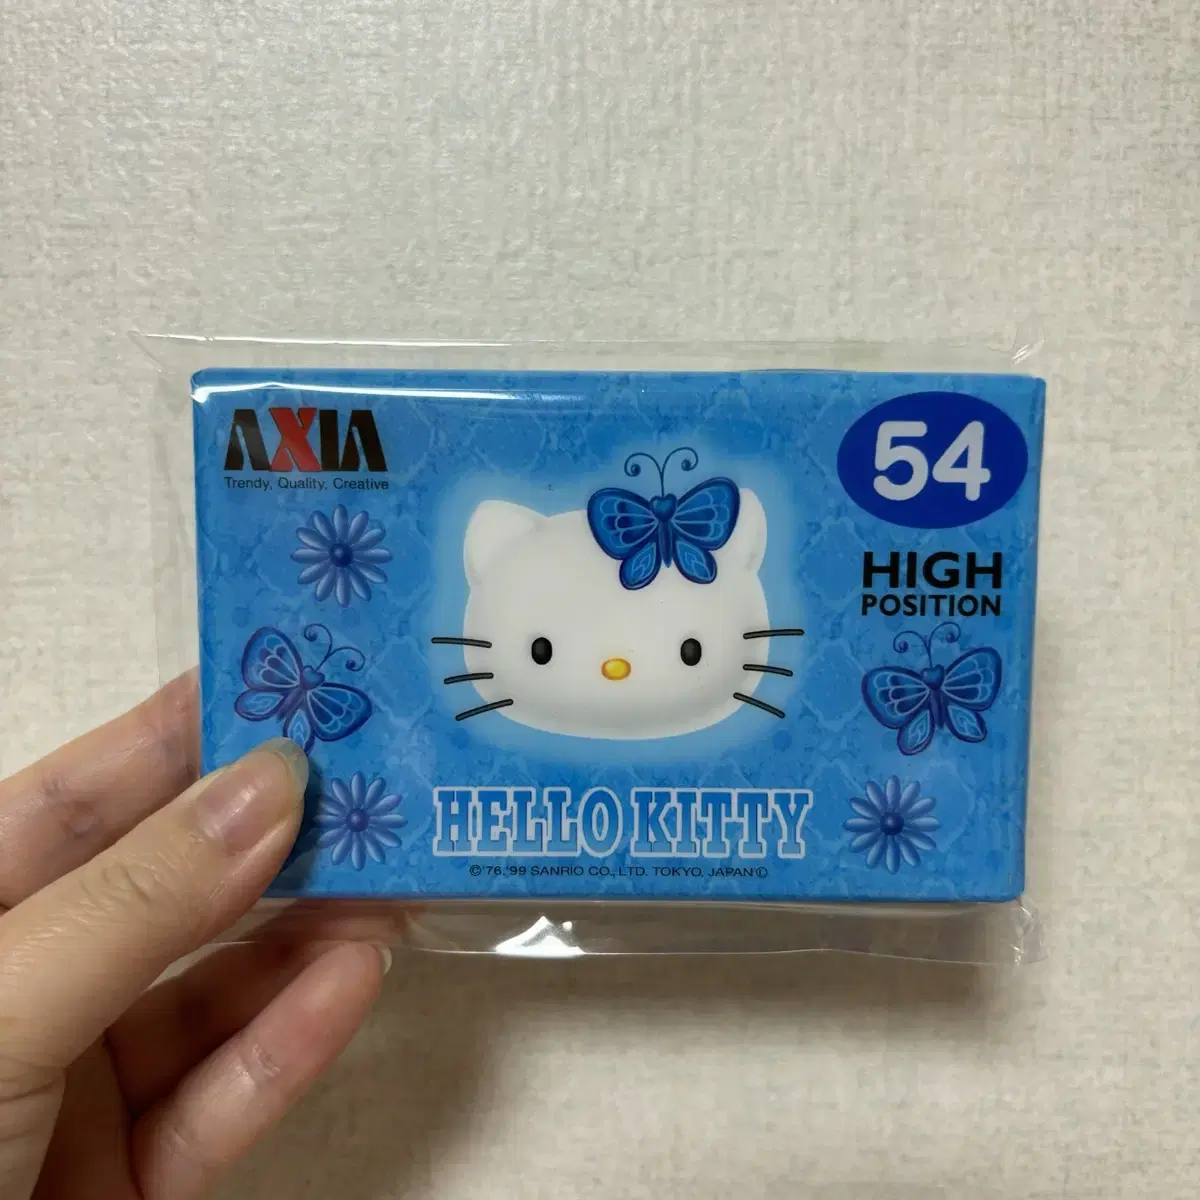 AXIA
Trendy, Quality, Creative
54
HIGH
POSITION
HELLO KITTY
©'76,'99 SANRIO CO., LTD. TOKYO, JAPAN Ⓛ